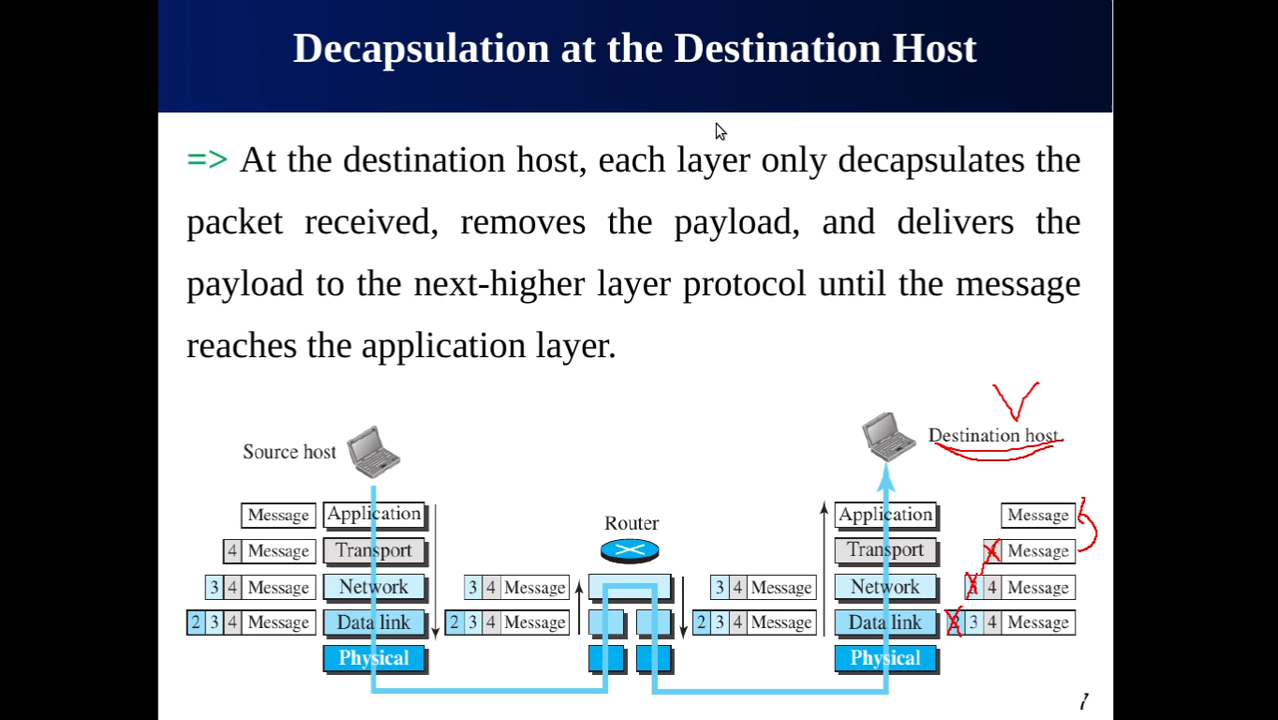 Decapsulation at the Destination Host
=> At the destination host, each layer only decapsulates the
packet received, removes the payload, and delivers the
payload to the next-higher layer protocol until the message
reaches the application layer.
Source host
Destination host
Message Application
Router
Application Message
4 Message Transport
Transport Message
3 4 Message Network
3 4 Message
3 4 Message
Network 3 4 Message
2 3 4 Message Data link
2 3 4 Message
2 3 4 Message
Data link 3 4 Message
Physical
Physical